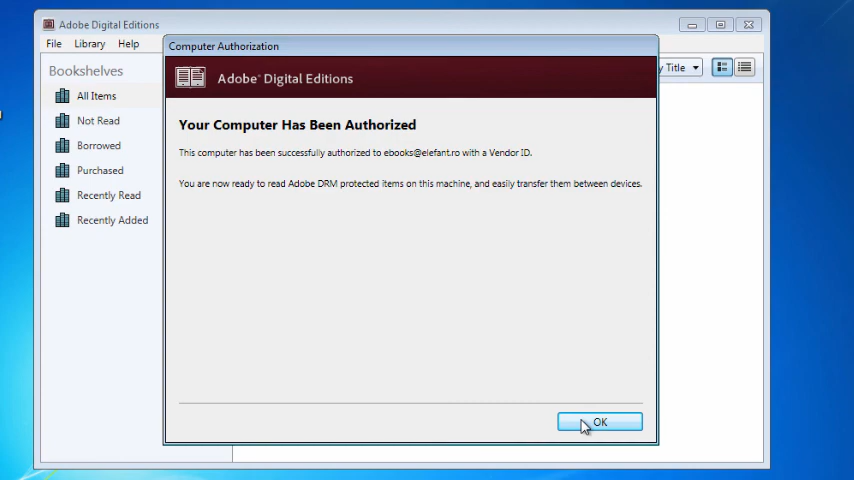 Adobe Digital Editions
File Library Help
Computer Authorization
Adobe® Digital Editions
y Title
Bookshelves
All Items
Not Read
Borrowed
Purchased
Recently Read
Recently Added
Your Computer Has Been Authorized
This computer has been successfully authorized to ebooks@elefant.ro with a Vendor ID.
You are now ready to read Adobe DRM protected items on this machine, and easily transfer them between devices.
OK